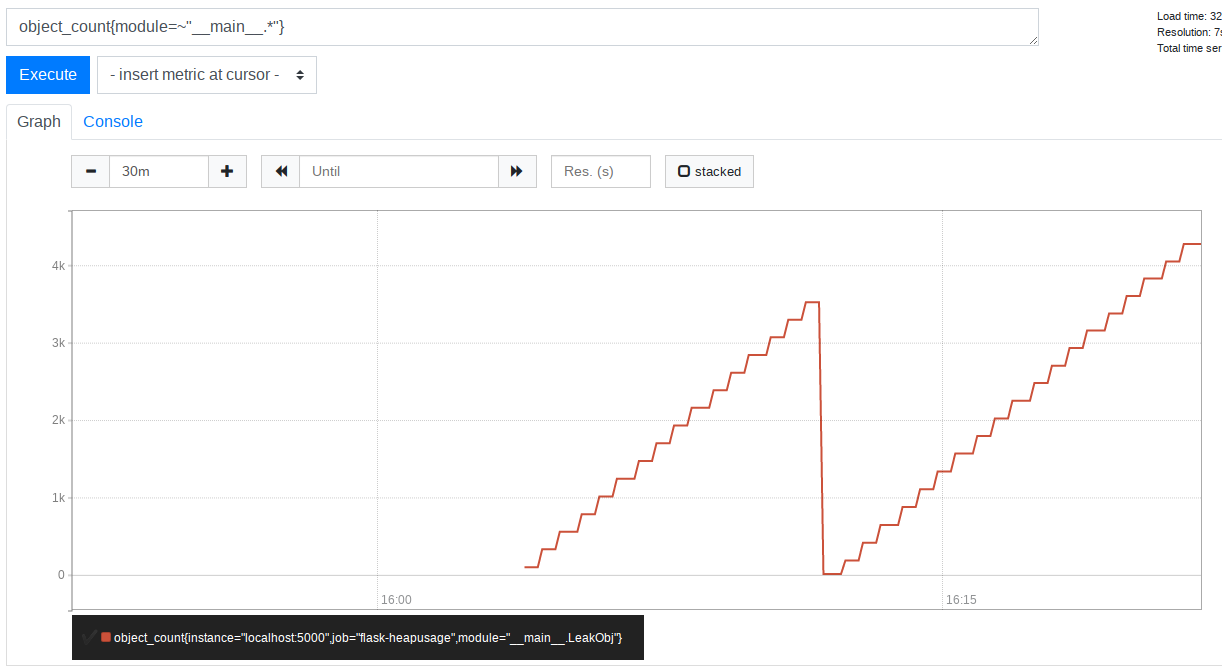 object_count{module=~"__main__.*"}
Load time: 32
Resolution: 7s
Total time ser
Execute
- insert metric at cursor -
Graph
Console
30m
Until
Res. (s)
stacked
4k
3k
2k
1k
0
16:00
16:15
object_count{instance="localhost:5000",job="flask-heapusage",module="__main__.LeakObj"}